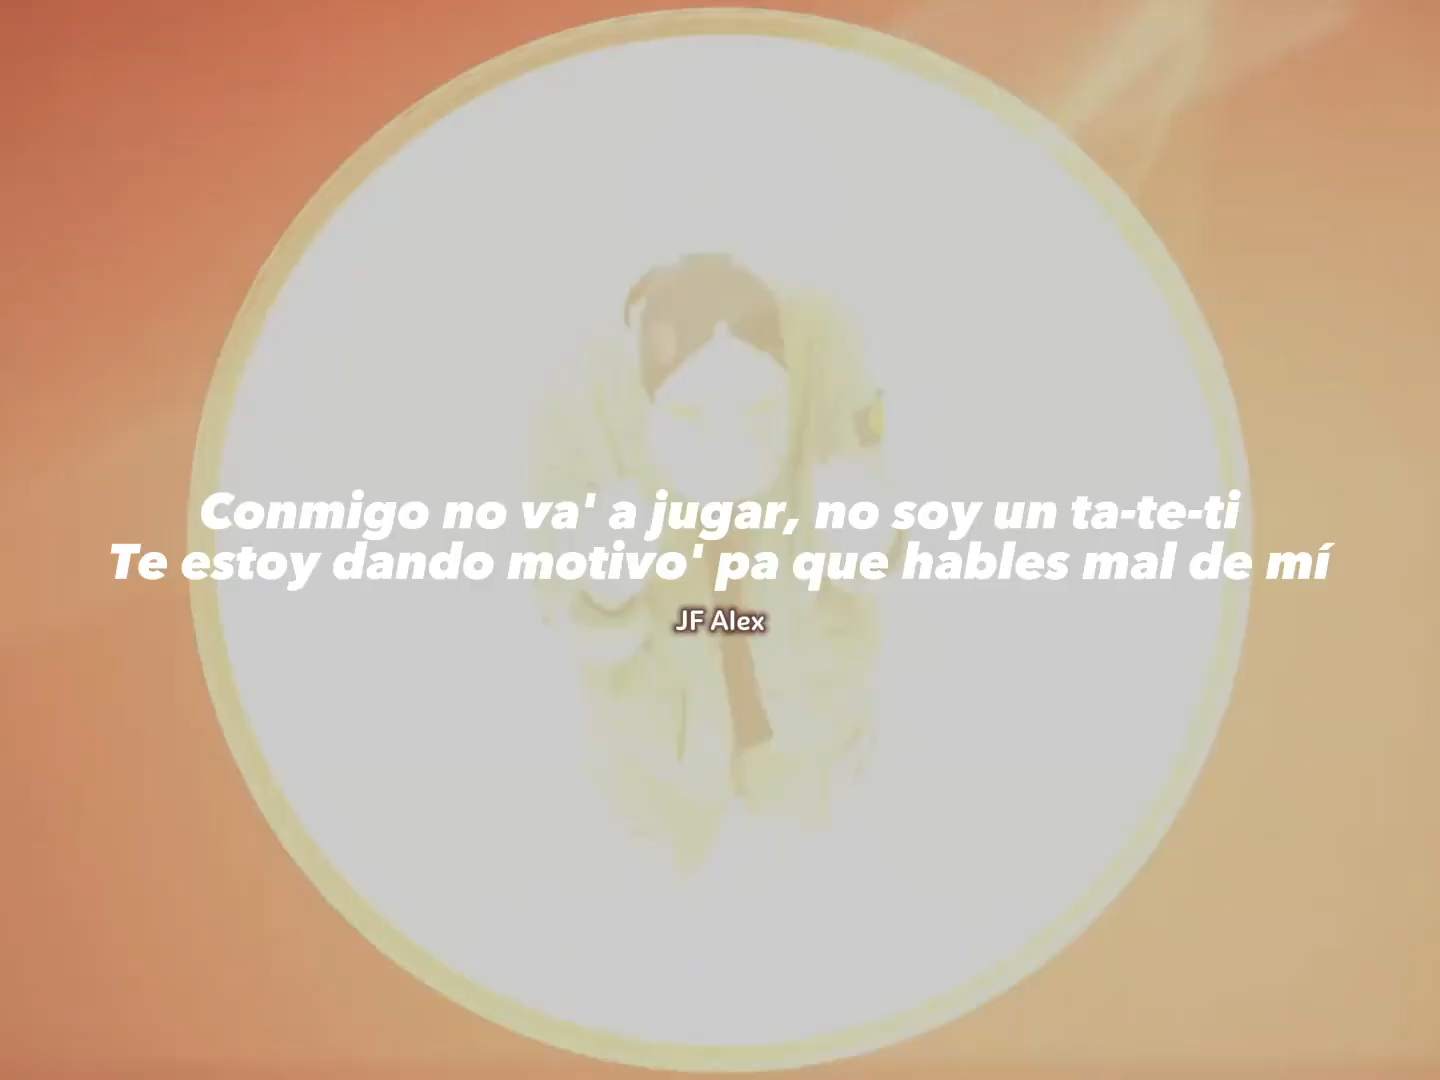 Conmigo no va' a jugar, no soy un ta-te-ti
Te estoy dando motivo' pa que hables mal de mí
JF Alex